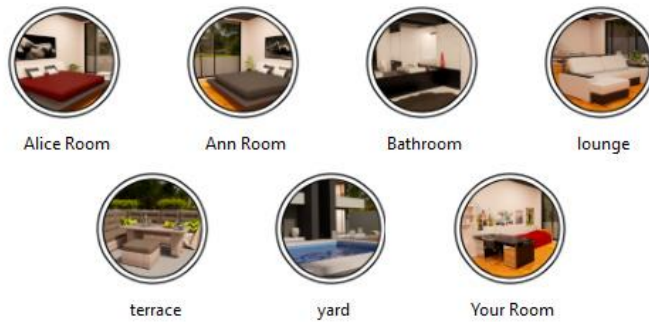 Alice Room
Ann Room
Bathroom
lounge
terrace
yard
Your Room